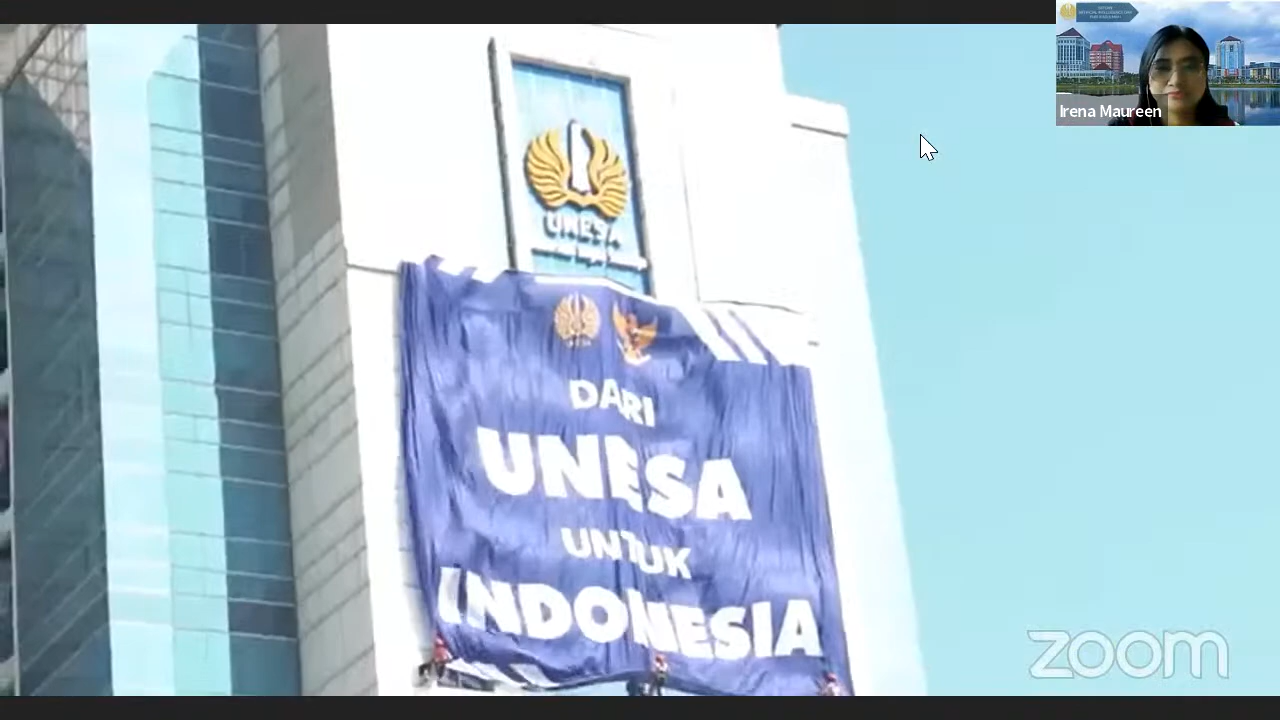 Irena Maureen
UNESA
DARI
UNESA
UNTUK
INDONESIA
zoom